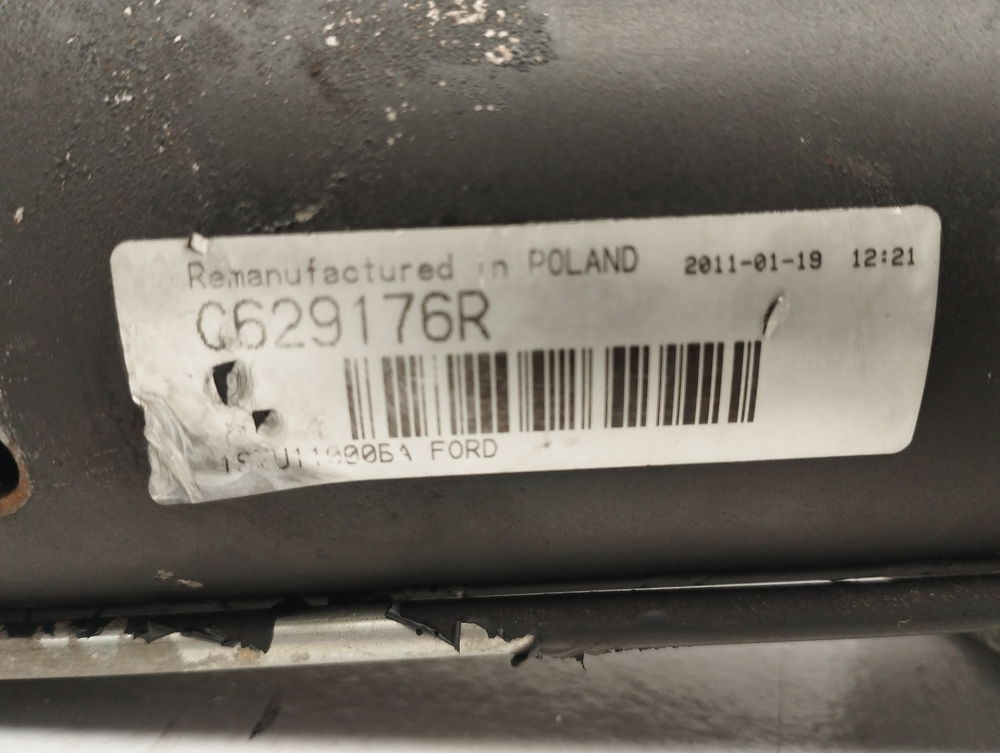 Remanufactured in POLAND 2011-01-19 12:21
C629176R
FORD